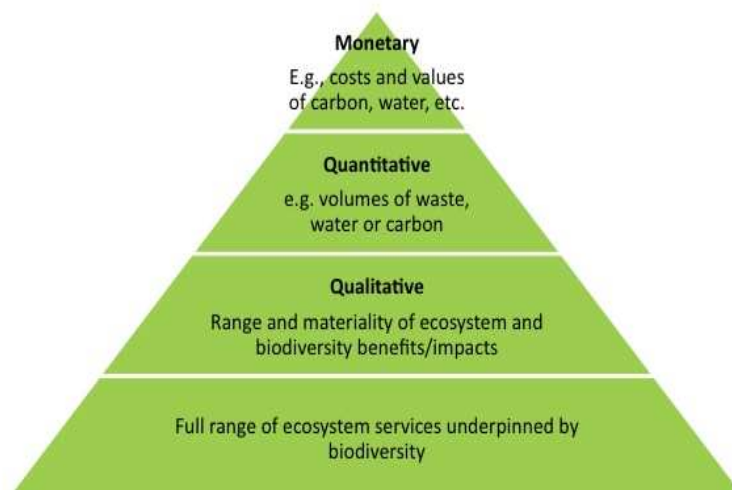 Monetary
E.g., costs and values
of carbon, water, etc.
Quantitative
e.g. volumes of waste,
water or carbon
Qualitative
Range and materiality of ecosystem and
biodiversity benefits/impacts
Full range of ecosystem services underpinned by
biodiversity